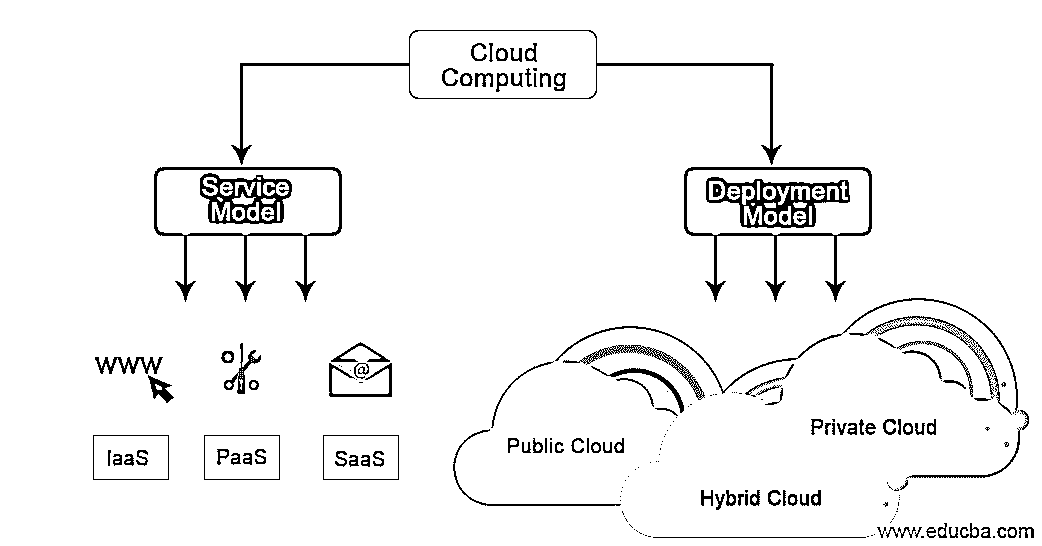 Cloud
Computing
Service
Model
Deployment
Model
www
@
IaaS
PaaS
SaaS
Public Cloud
Private Cloud
Hybrid Cloud
www.educba.com